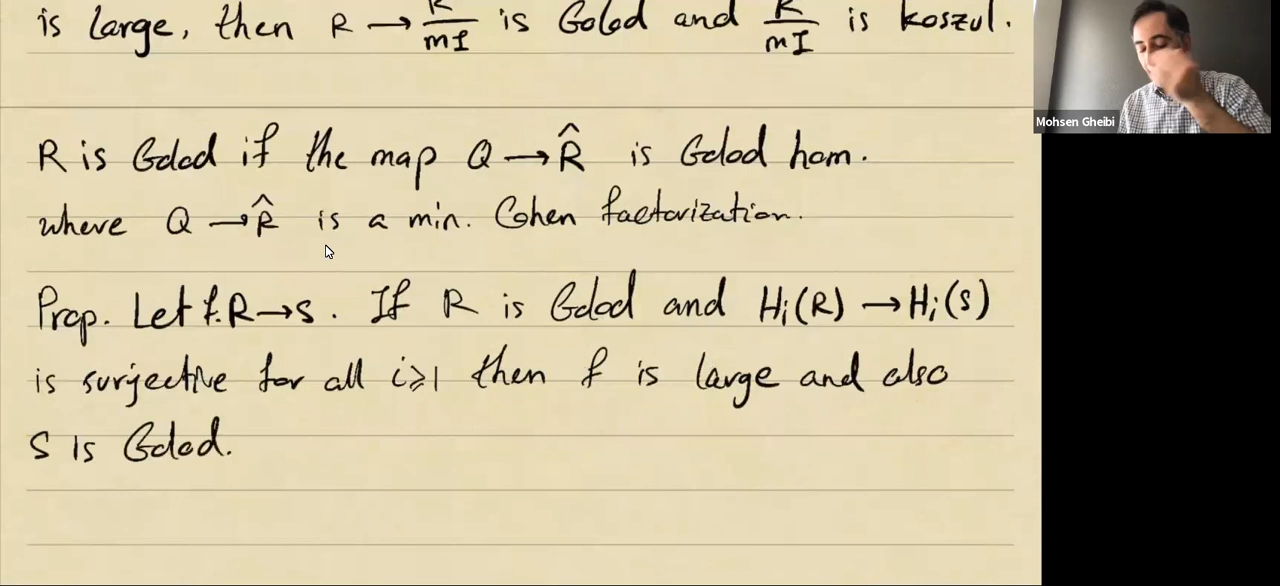 is large, then R → R/mI is Golod and R/mI is koszul.
Mohsen Gheibi
R is Golod if the map Q → R̂ is Golod hom.
where Q → R̂ is a min. Cohen factorization.
Prop. Let f: R → S. If R is Golod and Hᵢ(R) → Hᵢ(S)
is surjective for all i ≥ 1 then f is large and also
S is Golod.